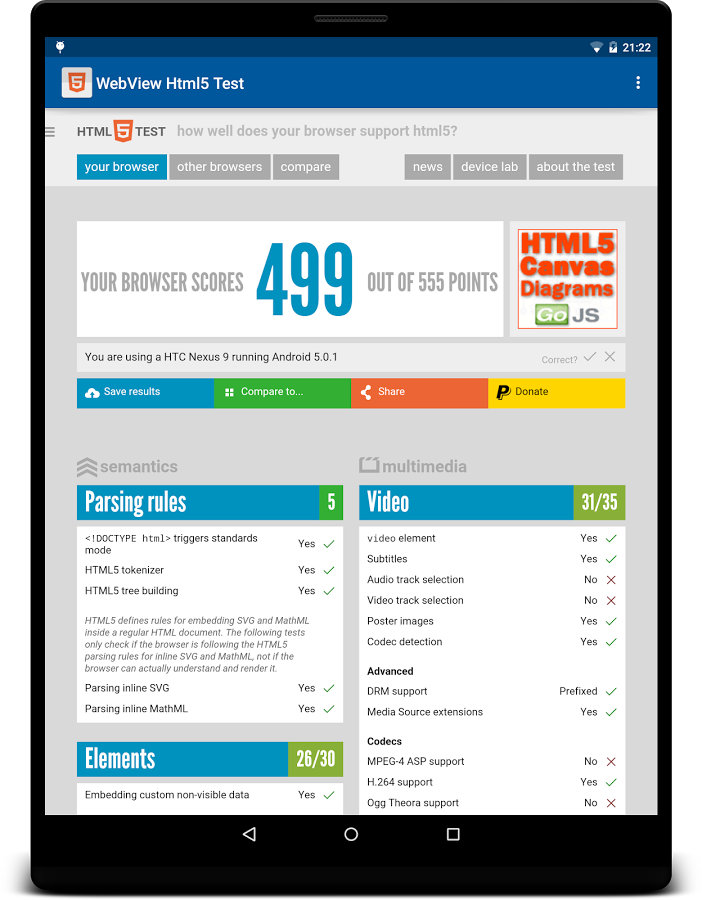 21:22
5 WebView Html5 Test
HTML 5 TEST how well does your browser support html5?
your browser other browsers compare news device lab about the test
YOUR BROWSER SCORES 499 OUT OF 555 POINTS
HTML5
Canvas
Diagrams
GoJS
You are using a HTC Nexus 9 running Android 5.0.1 Correct?
Save results Compare to... Share Donate
semantics
Parsing rules 5
<!DOCTYPE html> triggers standards
mode Yes
HTML5 tokenizer Yes
HTML5 tree building Yes
HTML5 defines rules for embedding SVG and MathML
inside a regular HTML document. The following tests
only check if the browser is following the HTML5
parsing rules for inline SVG and MathML, not if the
browser can actually understand and render it.
Parsing inline SVG Yes
Parsing inline MathML Yes
Elements 26/30
Embedding custom non-visible data Yes
multimedia
Video 31/35
video element Yes
Subtitles Yes
Audio track selection No
Video track selection No
Poster images Yes
Codec detection Yes
Advanced
DRM support Prefixed
Media Source extensions Yes
Codecs
MPEG-4 ASP support No
H.264 support Yes
Ogg Theora support No